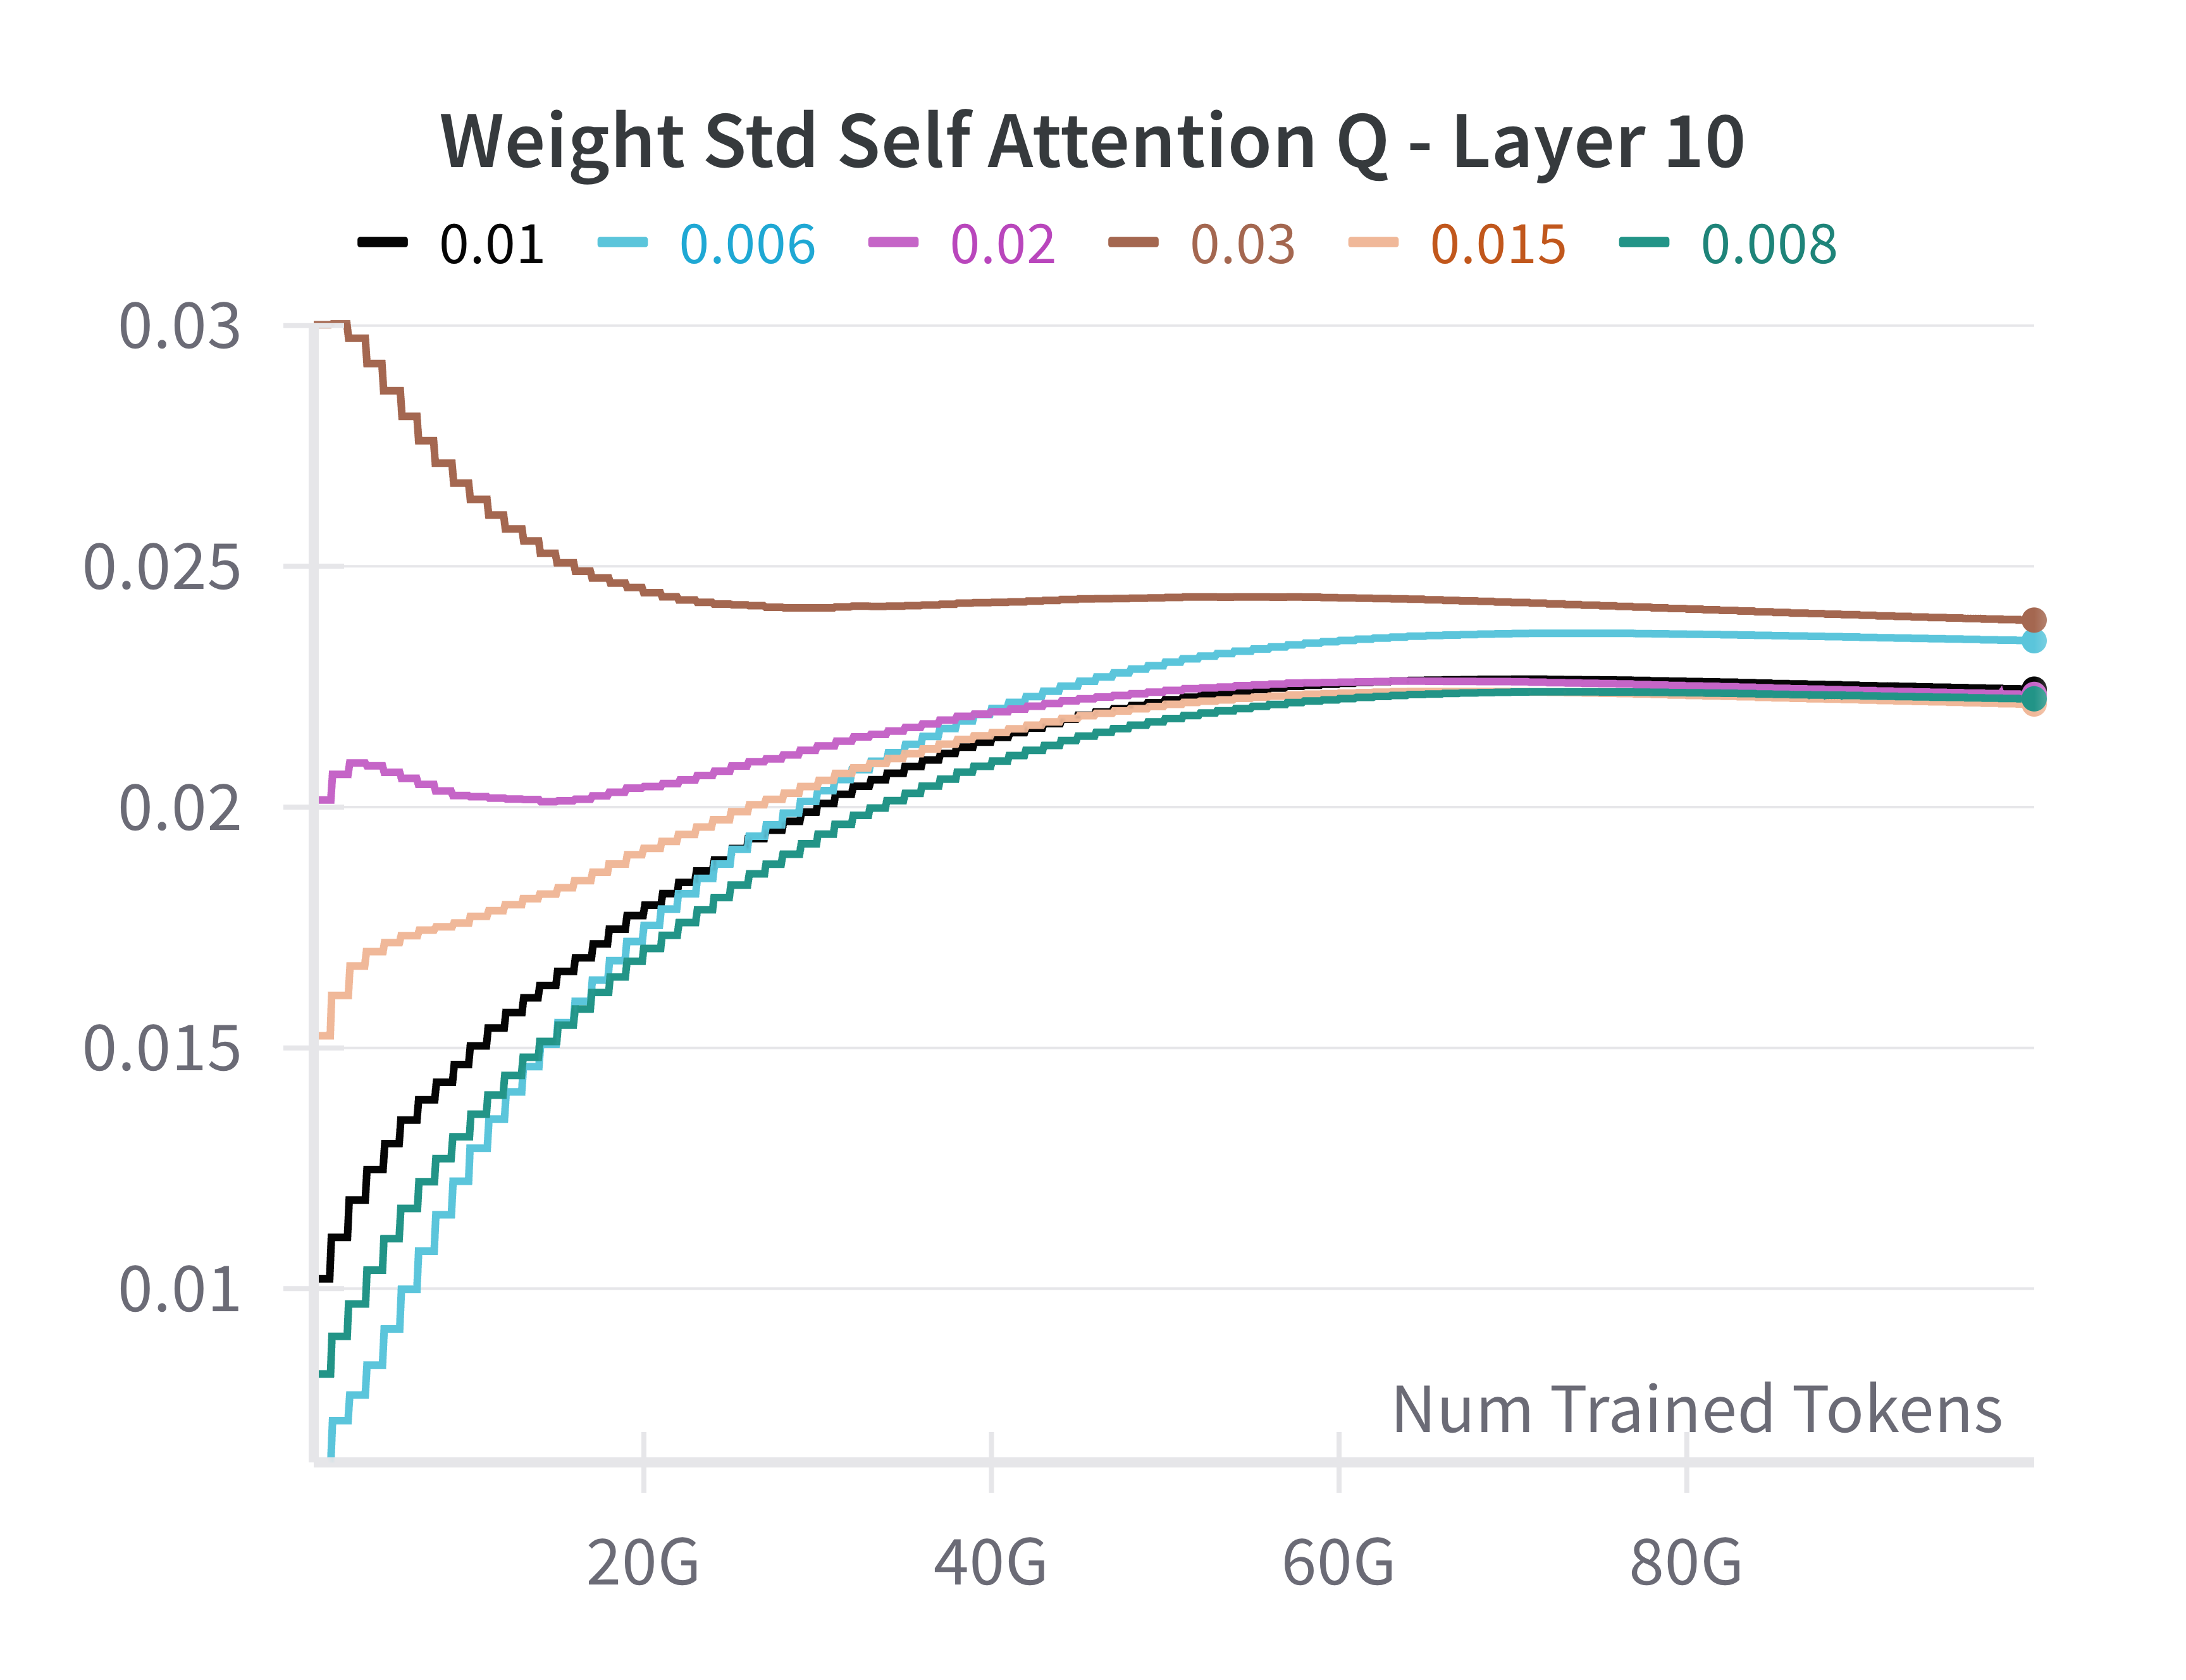 Weight Std Self Attention Q - Layer 10
0.01 0.006 0.02 0.03 0.015 0.008
0.03
0.025
0.02
0.015
0.01
Num Trained Tokens
20G 40G 60G 80G